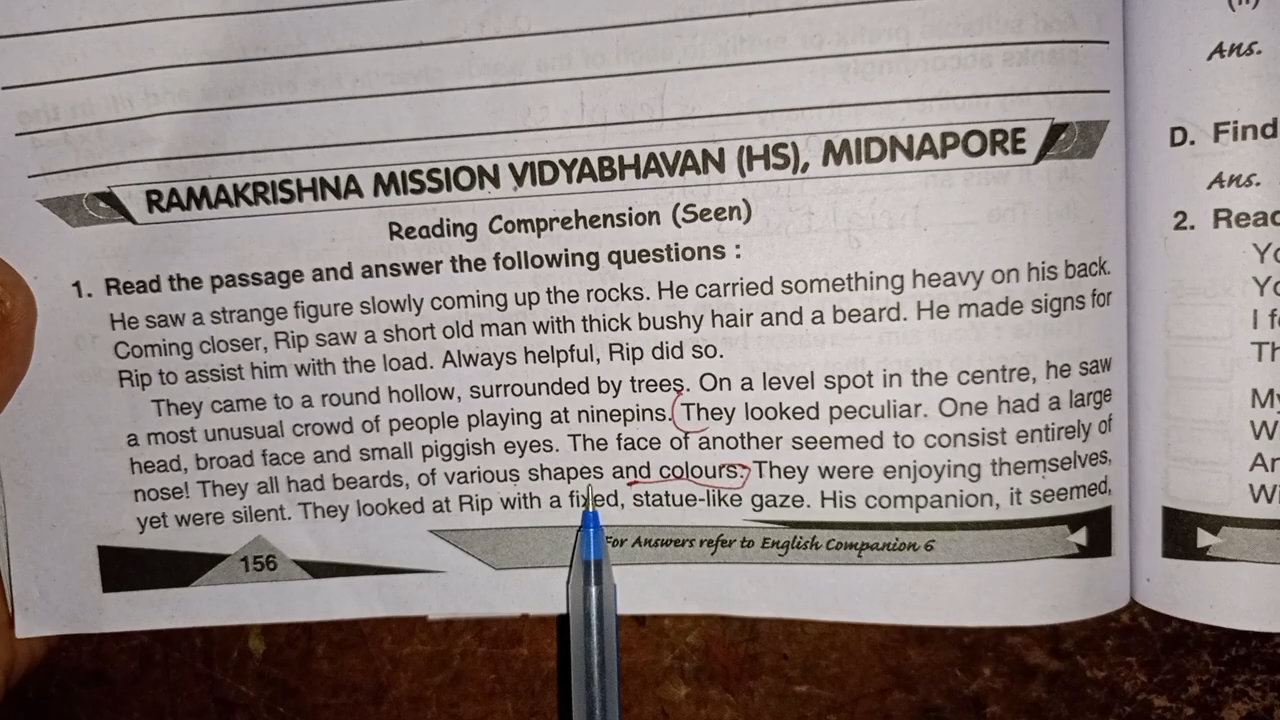 RAMAKRISHNA MISSION VIDYABHAVAN (HS), MIDNAPORE
Reading Comprehension (Seen)
1. Read the passage and answer the following questions :
He saw a strange figure slowly coming up the rocks. He carried something heavy on his back.
Coming closer, Rip saw a short old man with thick bushy hair and a beard. He made signs for
Rip to assist him with the load. Always helpful, Rip did so.
They came to a round hollow, surrounded by trees. On a level spot in the centre, he saw
a most unusual crowd of people playing at ninepins. They looked peculiar. One had a large
head, broad face and small piggish eyes. The face of another seemed to consist entirely of
nose! They all had beards, of various shapes and colours. They were enjoying themselves,
yet were silent. They looked at Rip with a fixed, statue-like gaze. His companion, it seemed,
For Answers refer to English Companion 6
156
Ans.
D. Find
Ans.
2. Read
I